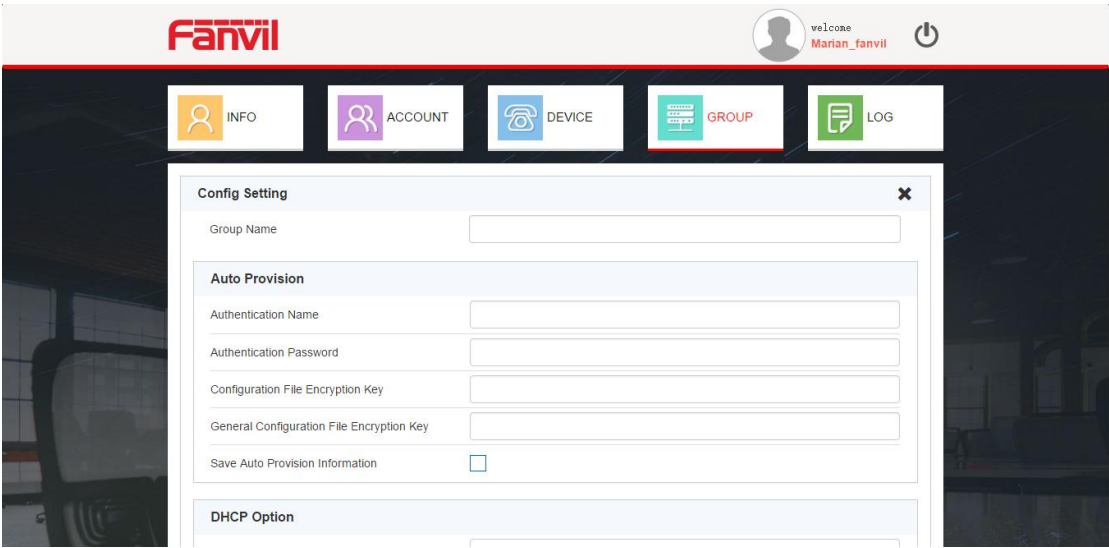 Fanvil
welcome
Marian_fanvil
INFO
ACCOUNT
DEVICE
GROUP
LOG
Config Setting
Group Name
Auto Provision
Authentication Name
Authentication Password
Configuration File Encryption Key
General Configuration File Encryption Key
Save Auto Provision Information
DHCP Option